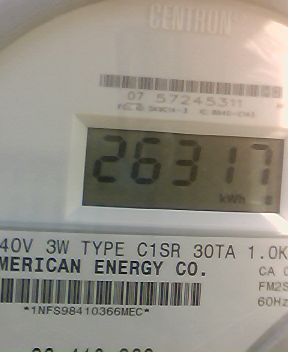 CENTRON
07 57245311
26317
kWh
40V 3W TYPE C1SR 30TA 1.0K
MERICAN ENERGY CO.
CA 0
FM2S
60Hz
*1NFS98410366MEC*